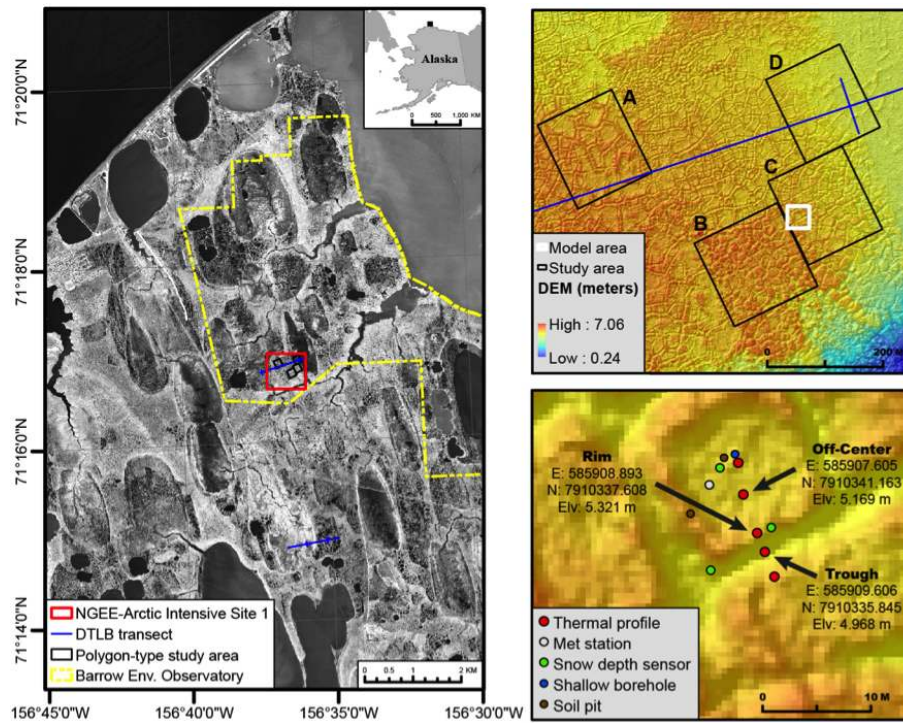 71°20'0"N
71°18'0"N
71°16'0"N
71°14'0"N
156°45'0"W
156°40'0"W
156°35'0"W
156°30'0"W
Alaska
0 500 1,000 KM
NGEE-Arctic Intensive Site 1
DTLB transect
Polygon-type study area
Barrow Env. Observatory
0 0.5 1 2 KM
A
B
C
D
Model area
Study area
DEM (meters)
High : 7.06
Low : 0.24
0 200 M
Rim
E: 585908.893
N: 7910337.608
Elv: 5.321 m
Off-Center
E: 585907.605
N: 7910341.163
Elv: 5.169 m
Trough
E: 585909.606
N: 7910335.845
Elv: 4.968 m
Thermal profile
Met station
Snow depth sensor
Shallow borehole
Soil pit
0 10 M